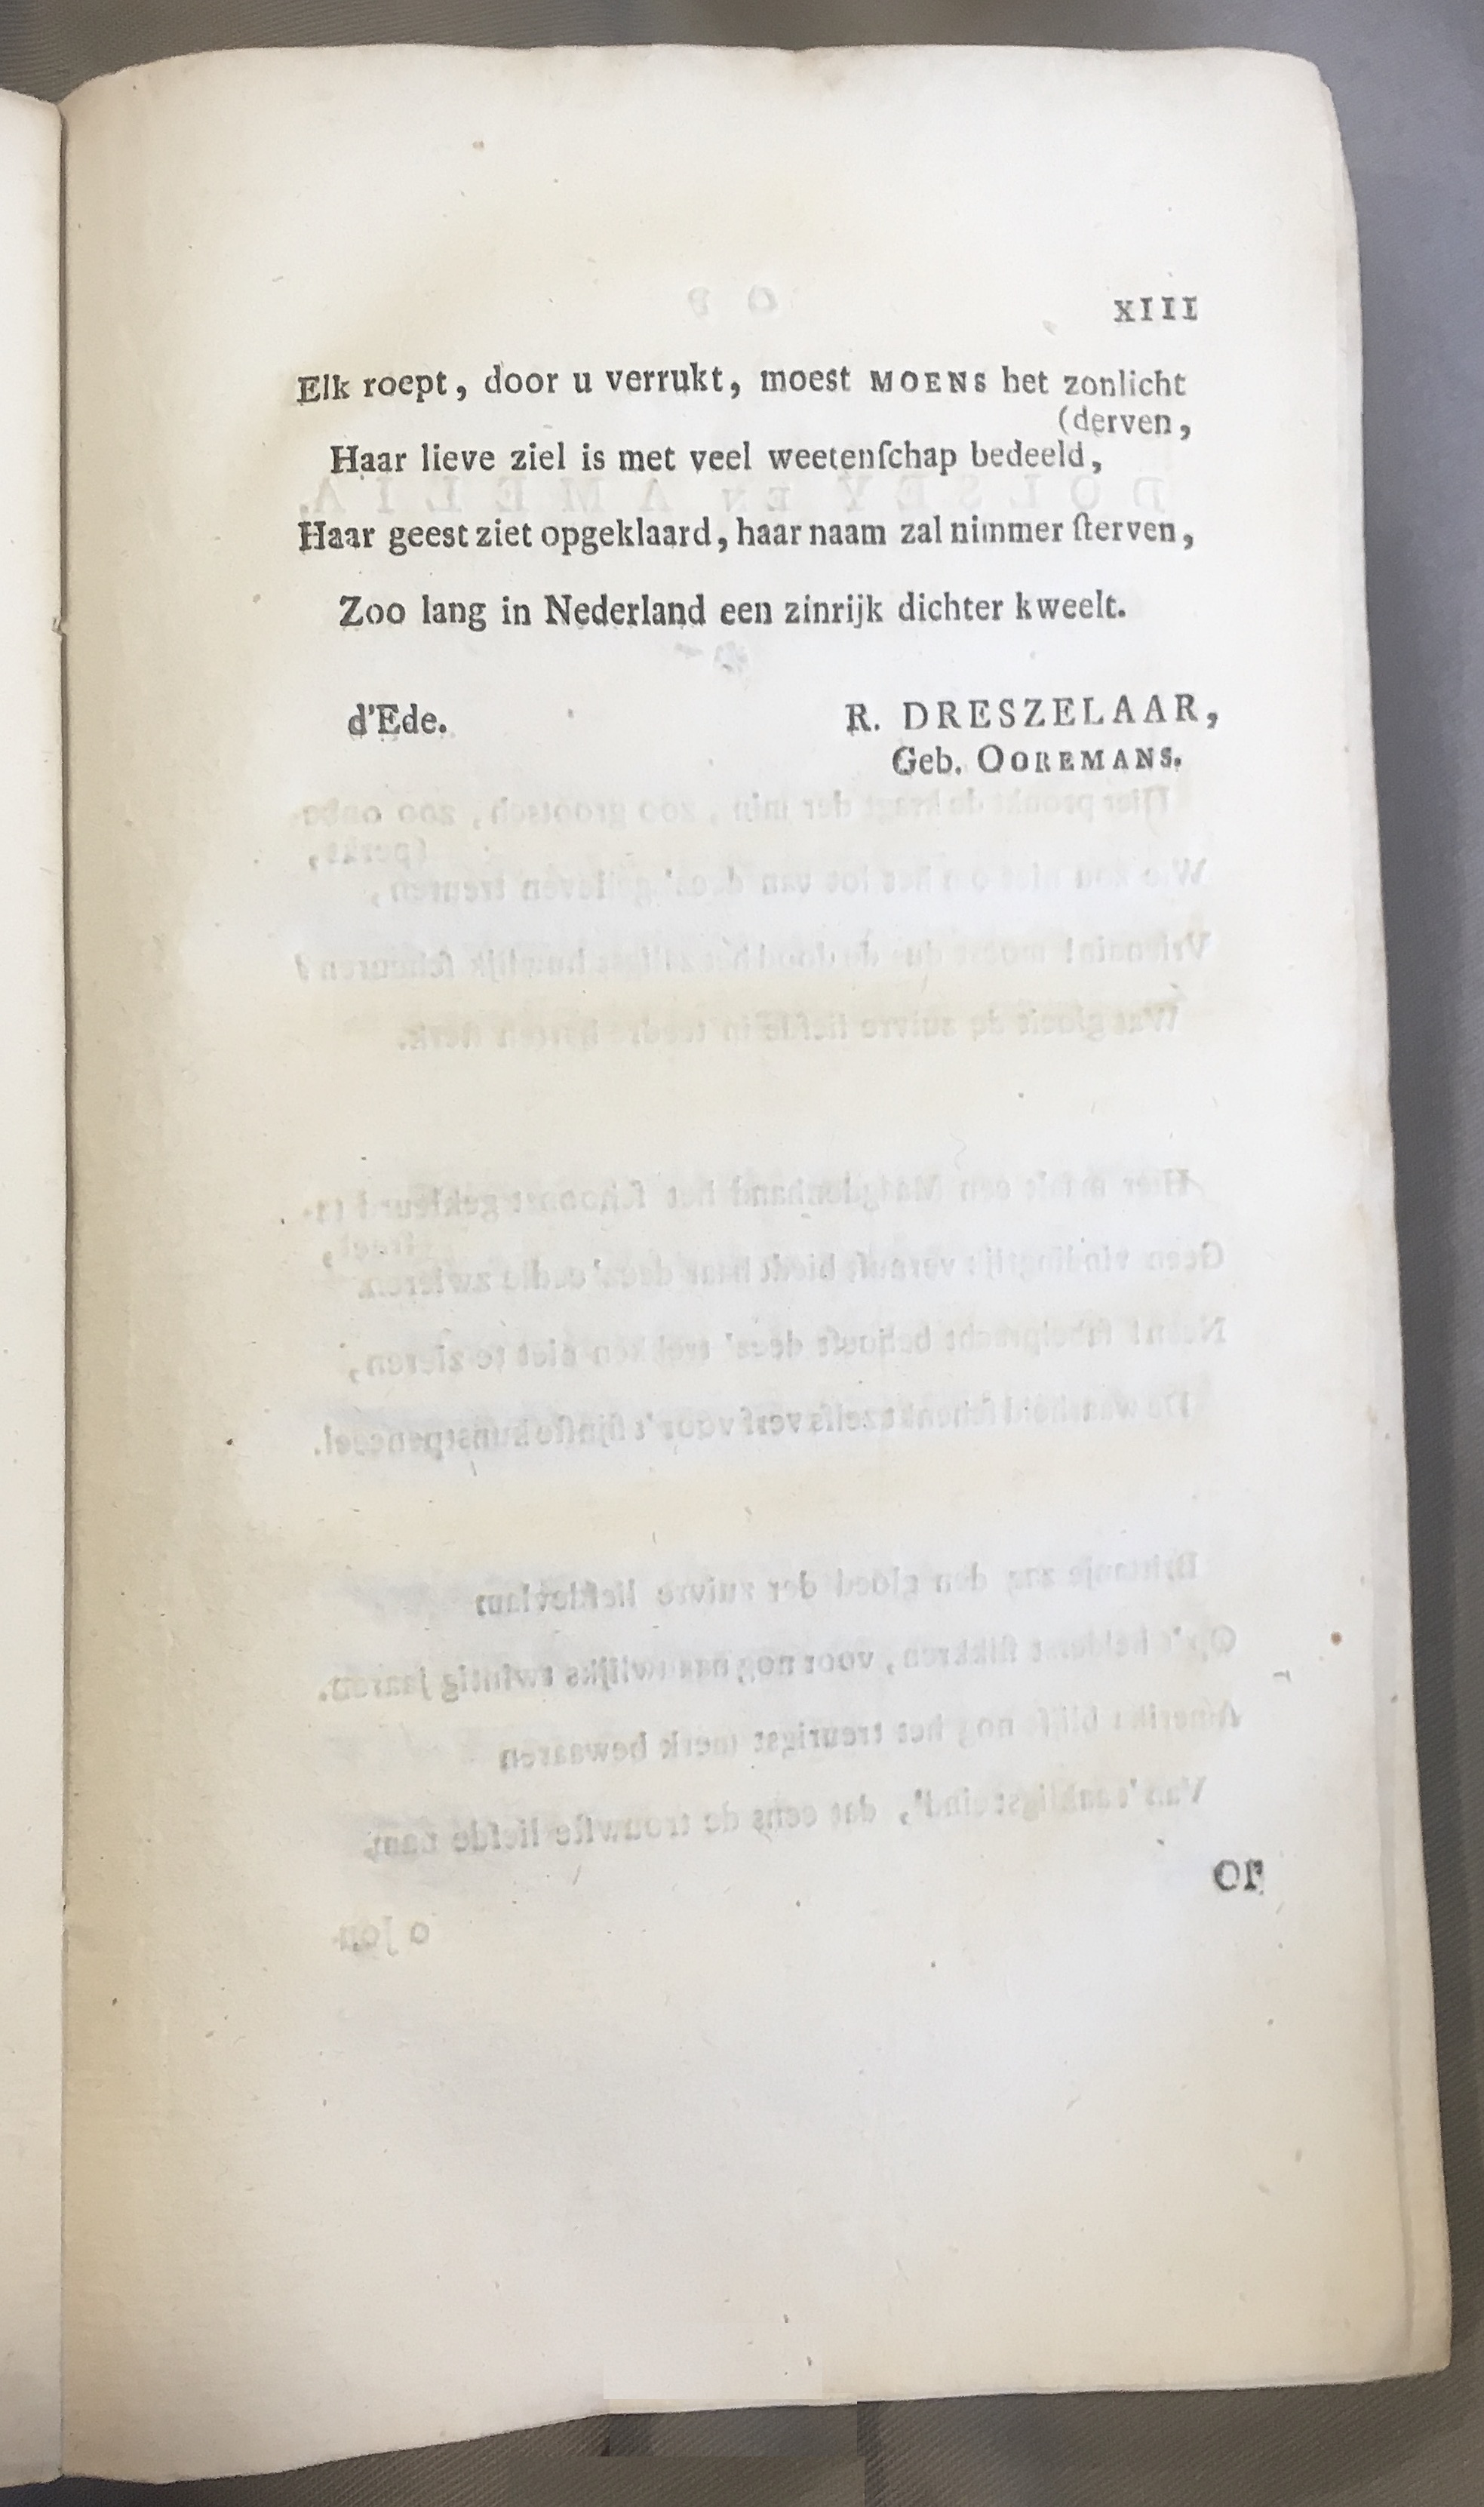 XIII
Elk roept, door u verrukt, moest MOENS het zonlicht
(derven,
Haar lieve ziel is met veel weetenſchap bedeeld,
Haar geest ziet opgeklaard, haar naam zal nimmer ſterven,
Zoo lang in Nederland een zinrijk dichter kweelt.
d'Ede.
R. DRESZELAAR,
Geb. OOREMANS.
OP